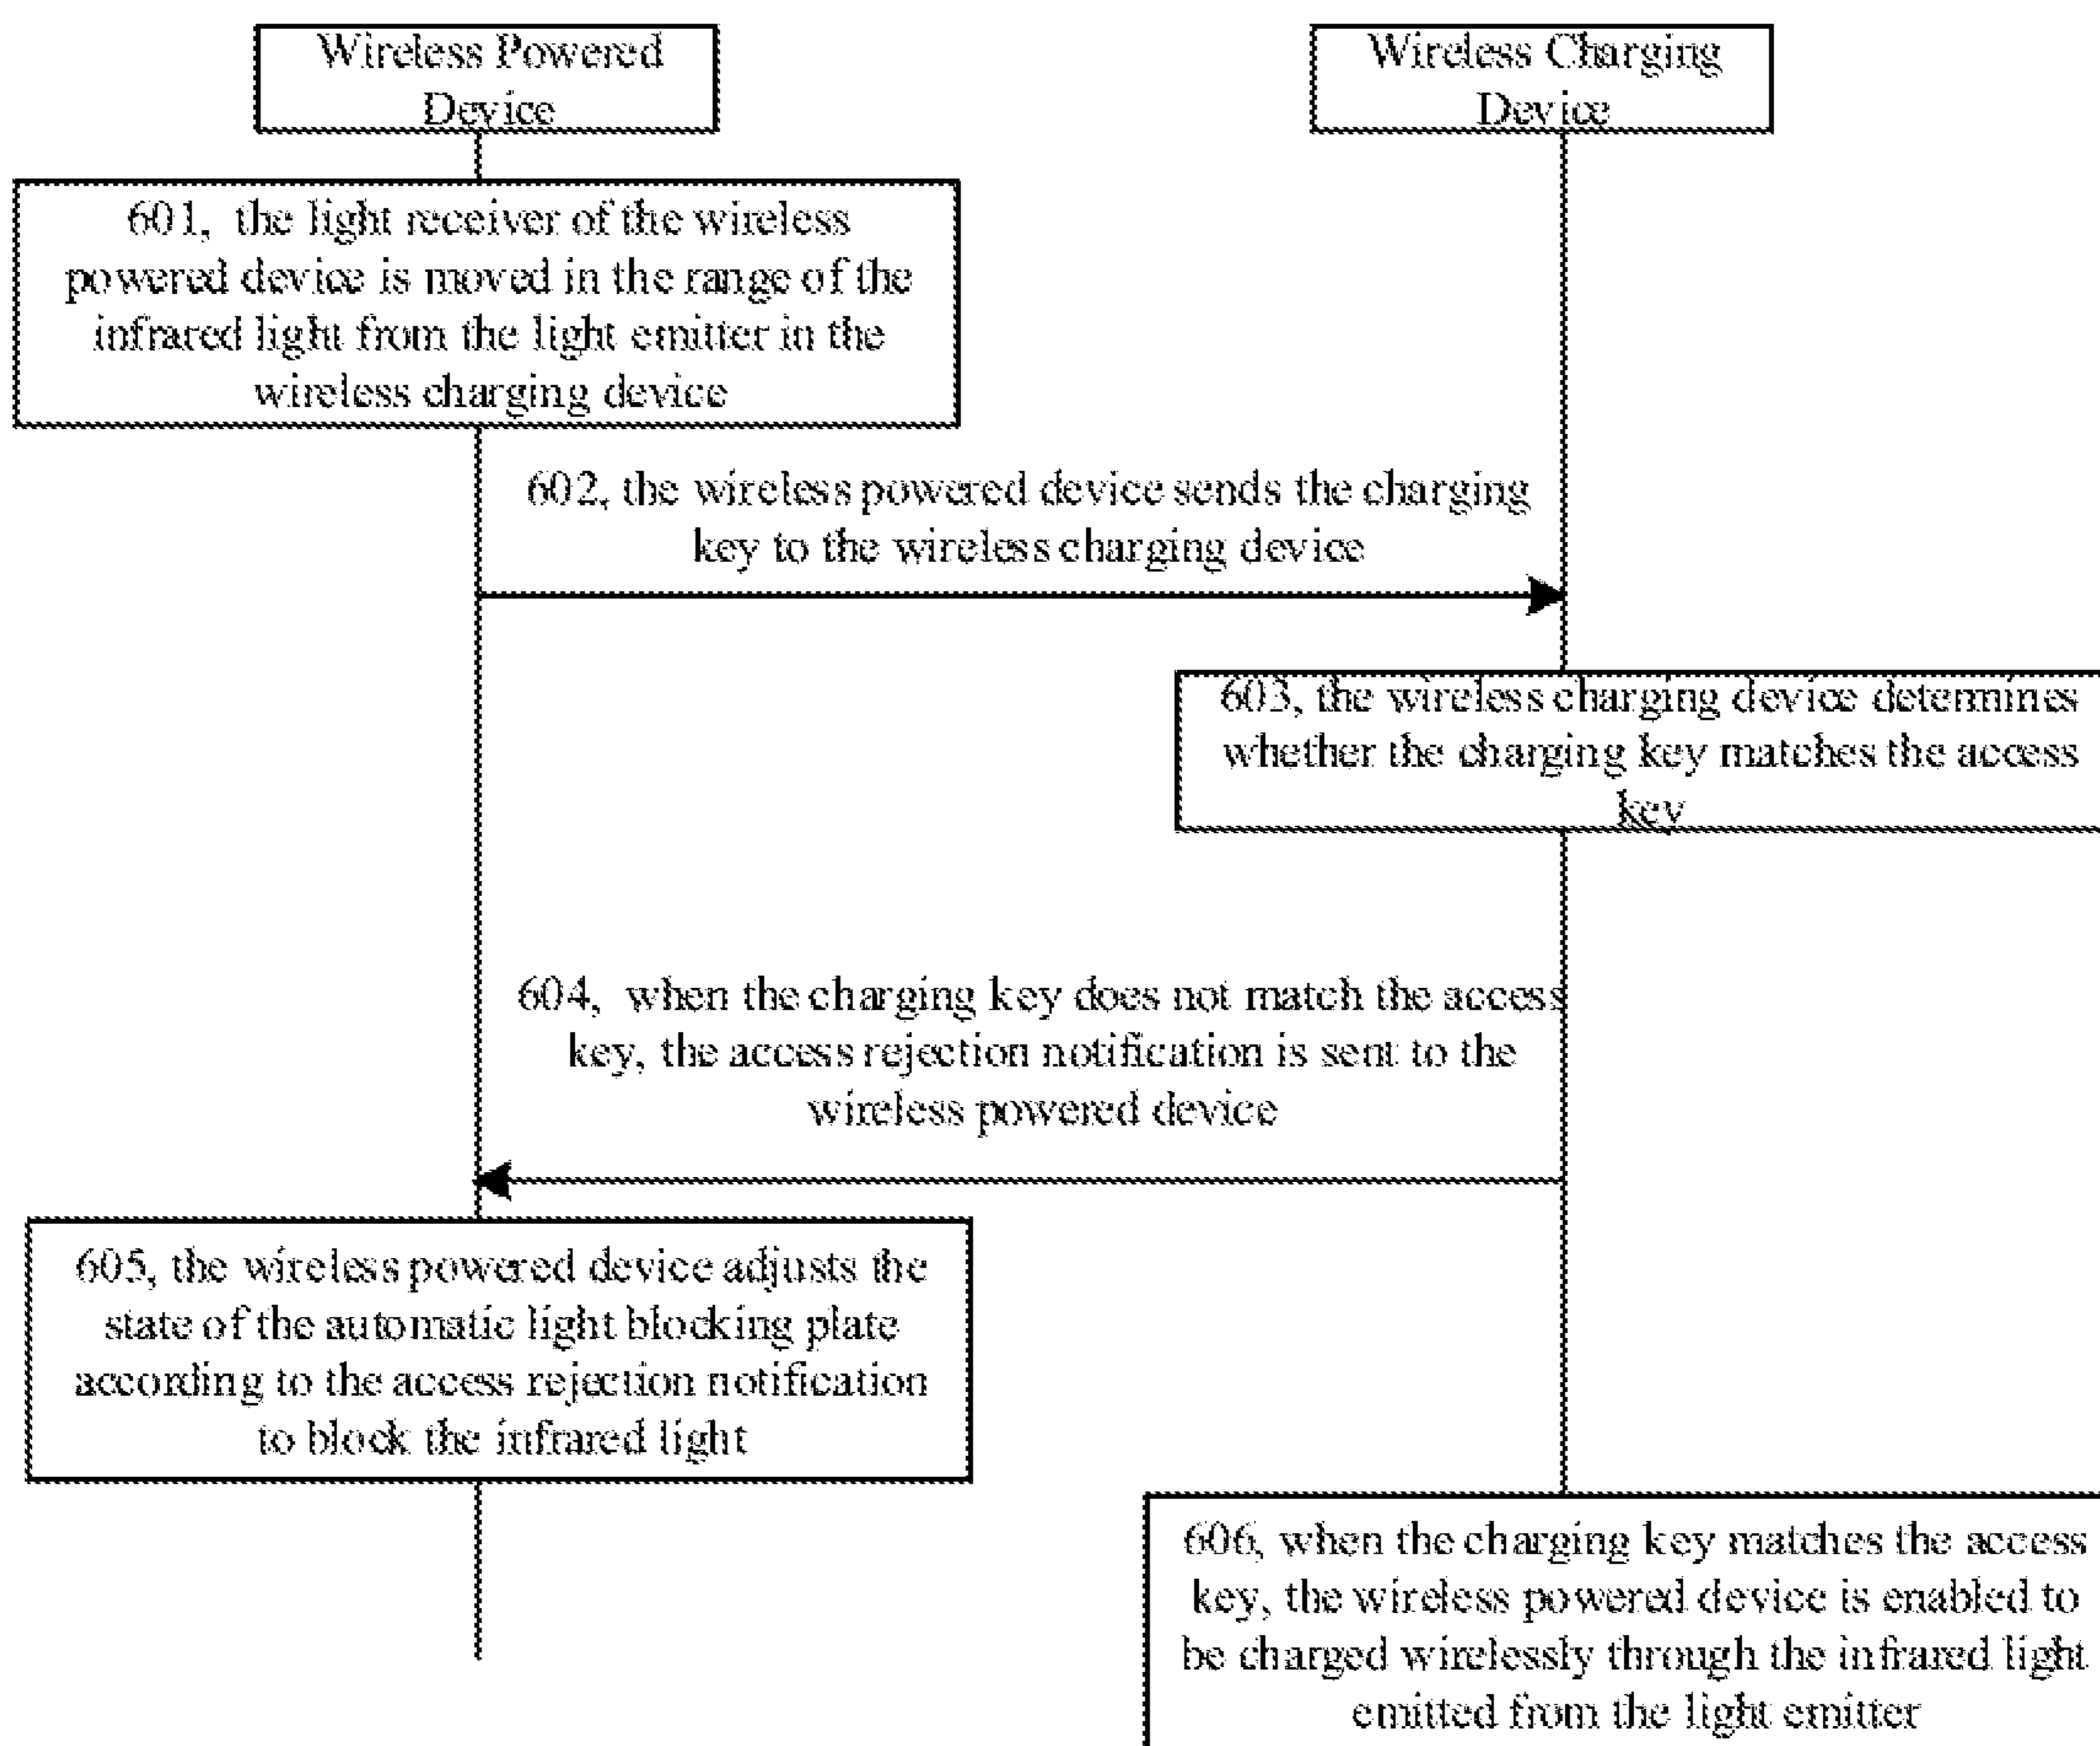 Wireless Powered
Device
Wireless Charging
Device
601, the light receiver of the wireless
powered device is moved in the range of the
infrared light from the light emitter in the
wireless charging device
602, the wireless powered device sends the charging
key to the wireless charging device
603, the wireless charging device determines
whether the charging key matches the access
key
604, when the charging key does not match the access
key, the access rejection notification is sent to the
wireless powered device
605, the wireless powered device adjusts the
state of the automatic light blocking plate
according to the access rejection notification
to block the infrared light
606, when the charging key matches the access
key, the wireless powered device is enabled to
be charged wirelessly through the infrared light
emitted from the light emitter